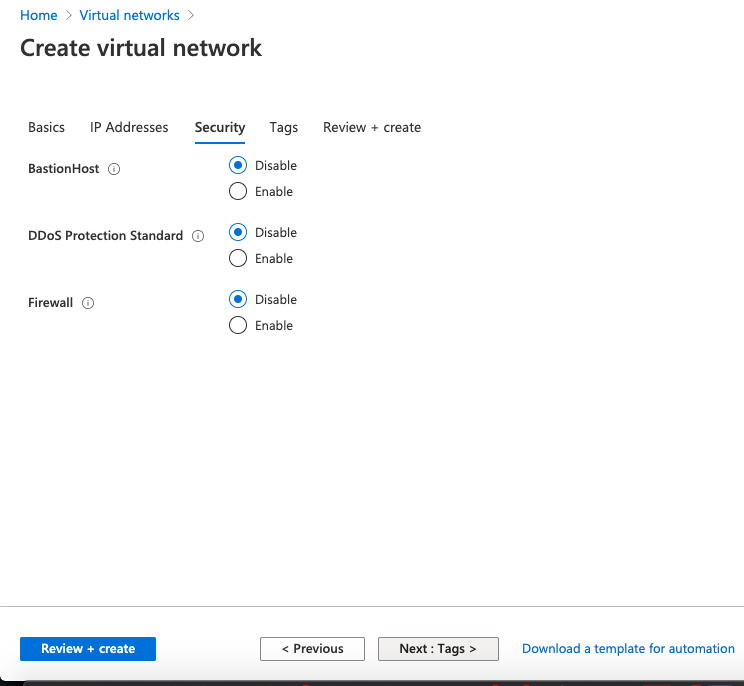 Home > Virtual networks >
Create virtual network
Basics IP Addresses Security Tags Review + create
BastionHost Disable
Enable
DDoS Protection Standard Disable
Enable
Firewall Disable
Enable
Review + create < Previous Next : Tags > Download a template for automation